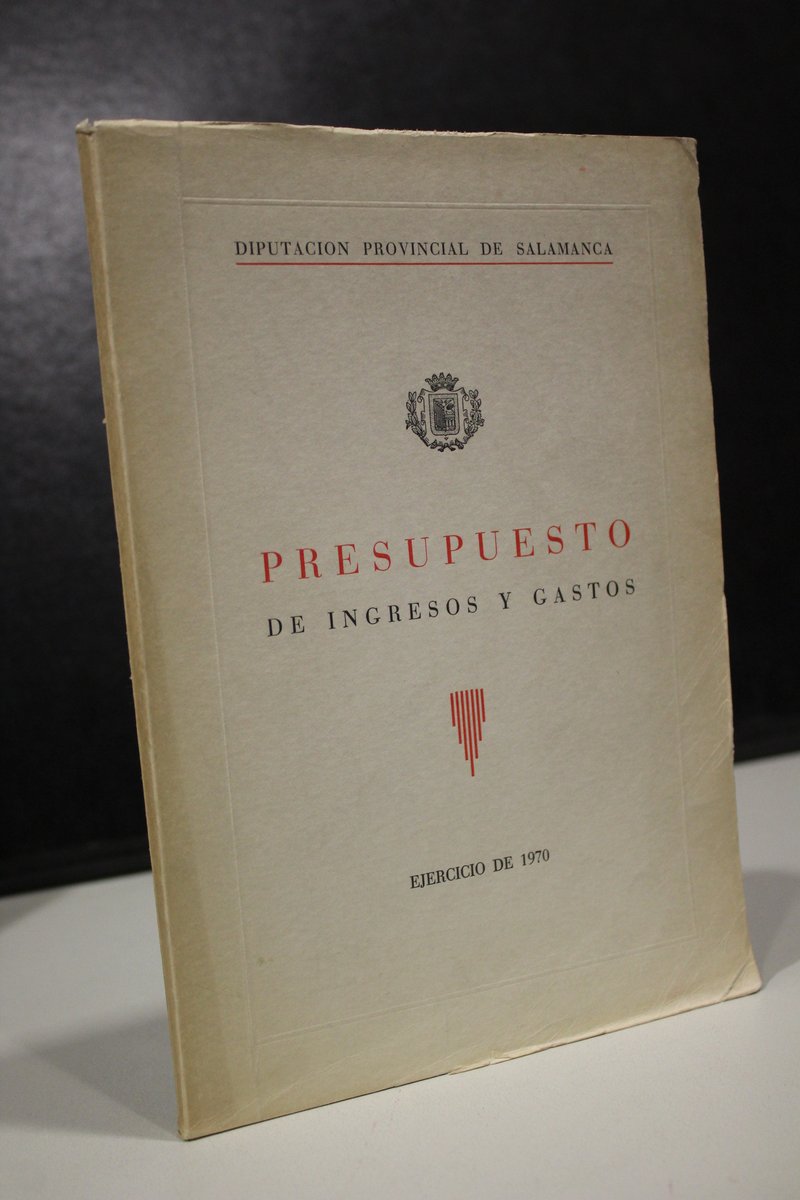 DIPUTACION PROVINCIAL DE SALAMANCA
PRESUPUESTO
DE INGRESOS Y GASTOS
EJERCICIO DE 1970